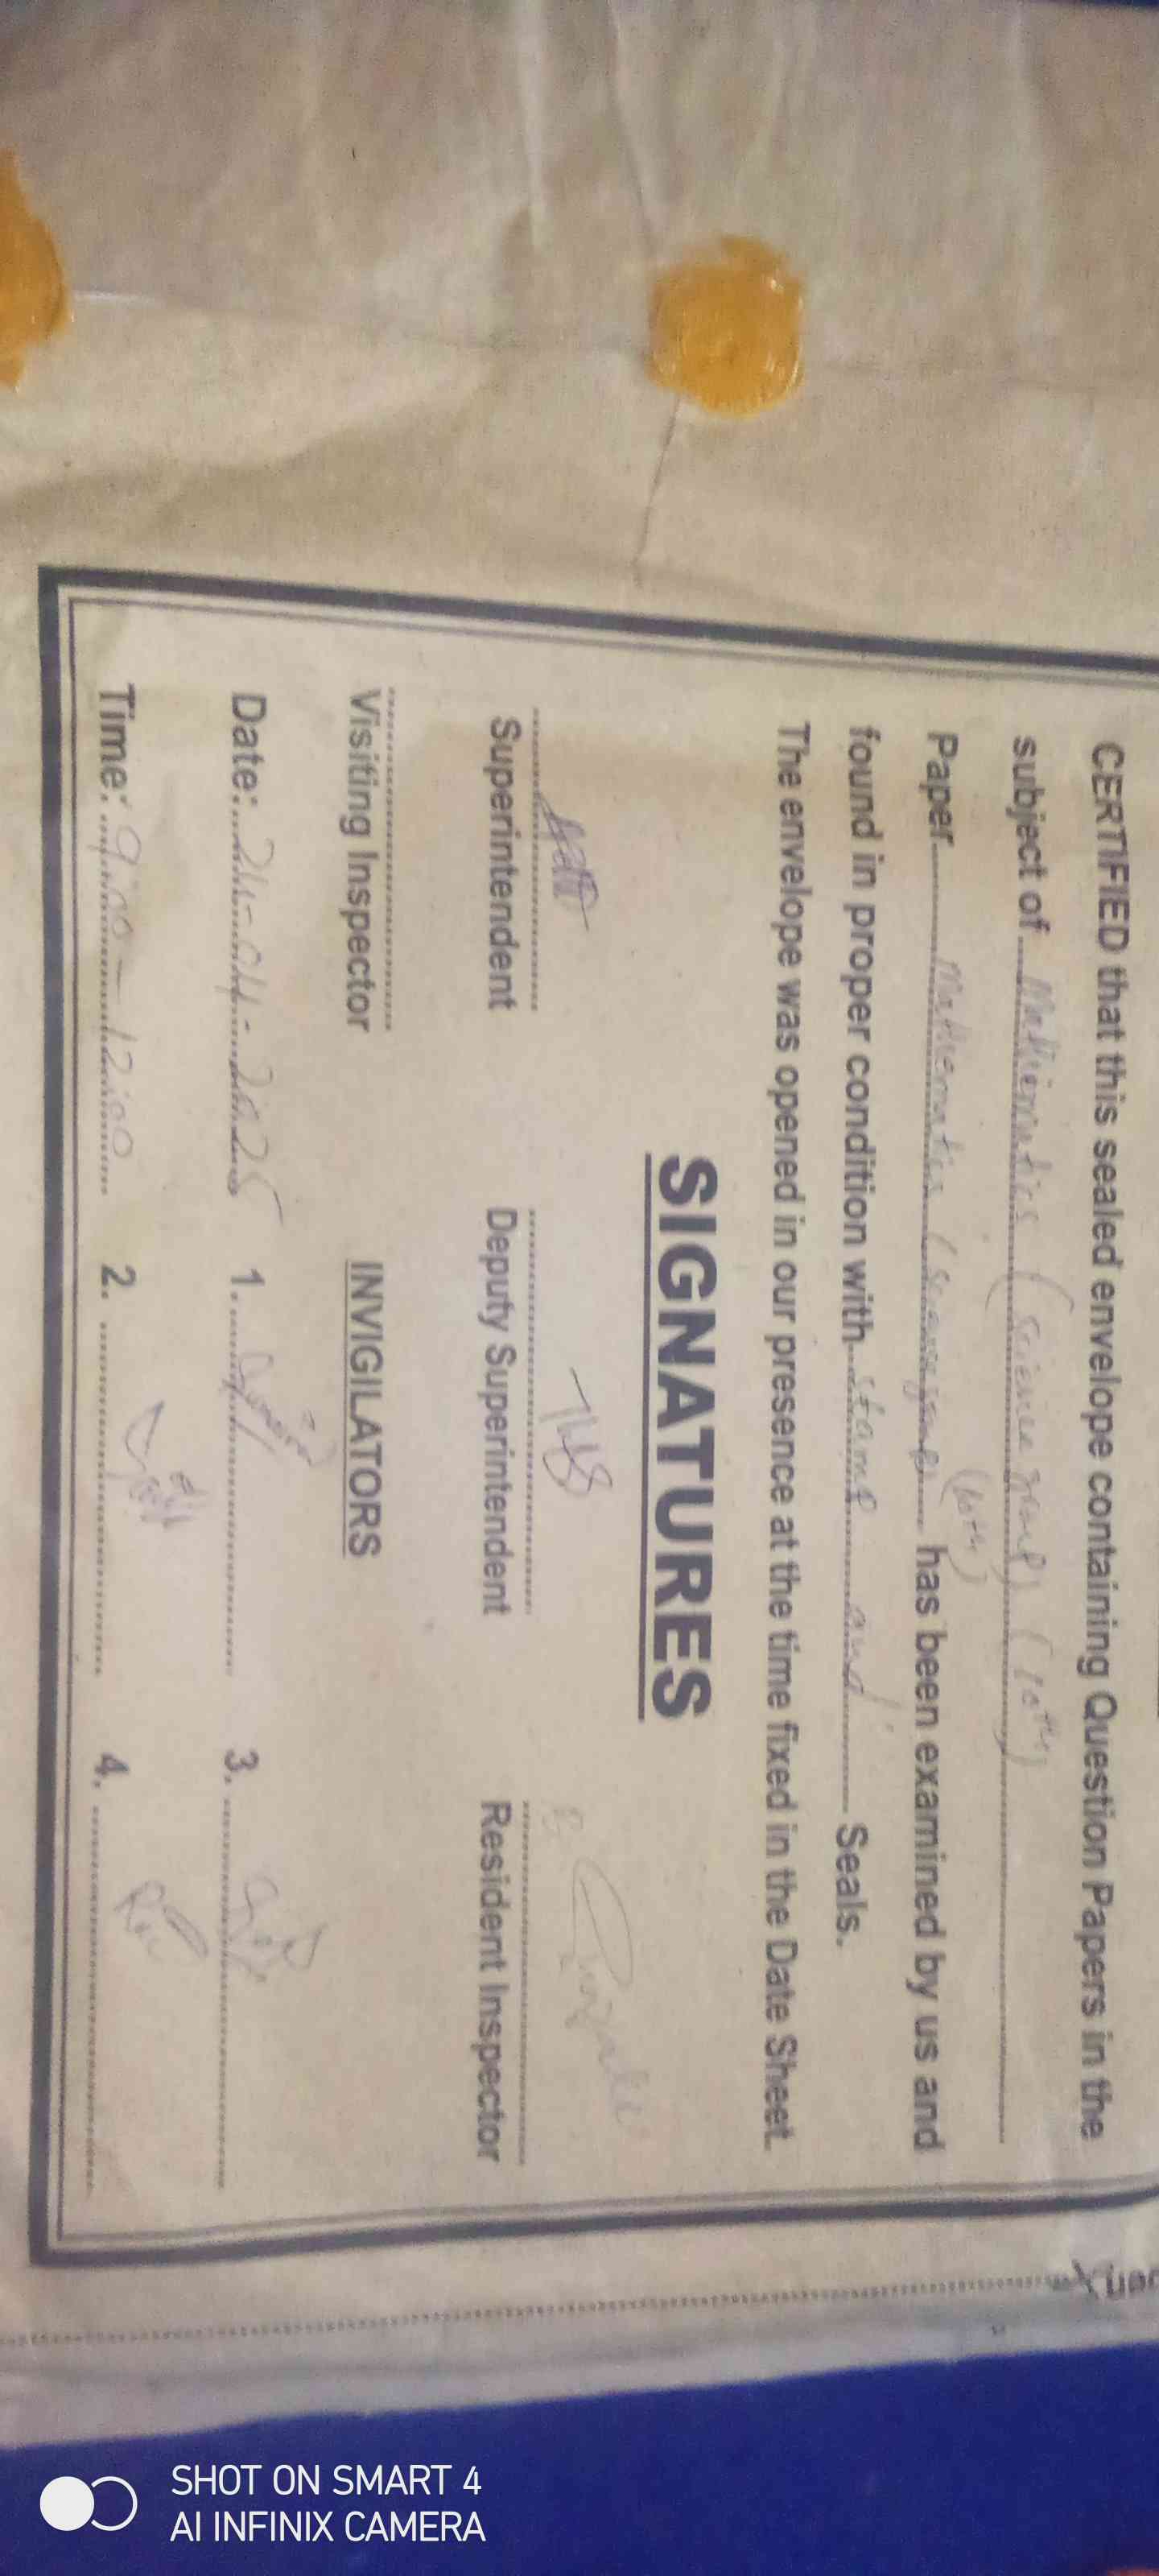 CERTIFIED that this sealed envelope containing Question Papers in the
subject of Mathematics (science group) (10th)
Paper Mathematics (science group) (10th) has been examined by us and
found in proper condition with stamp and Seals.
The envelope was opened in our presence at the time fixed in the Date Sheet.
SIGNATURES
Superintendent Deputy Superintendent Resident Inspector
Visiting Inspector INVIGILATORS
Date: 24-04-2025 1. 3.
Time: 9:00 - 12:00 2. 4.
SHOT ON SMART 4
AI INFINIX CAMERA